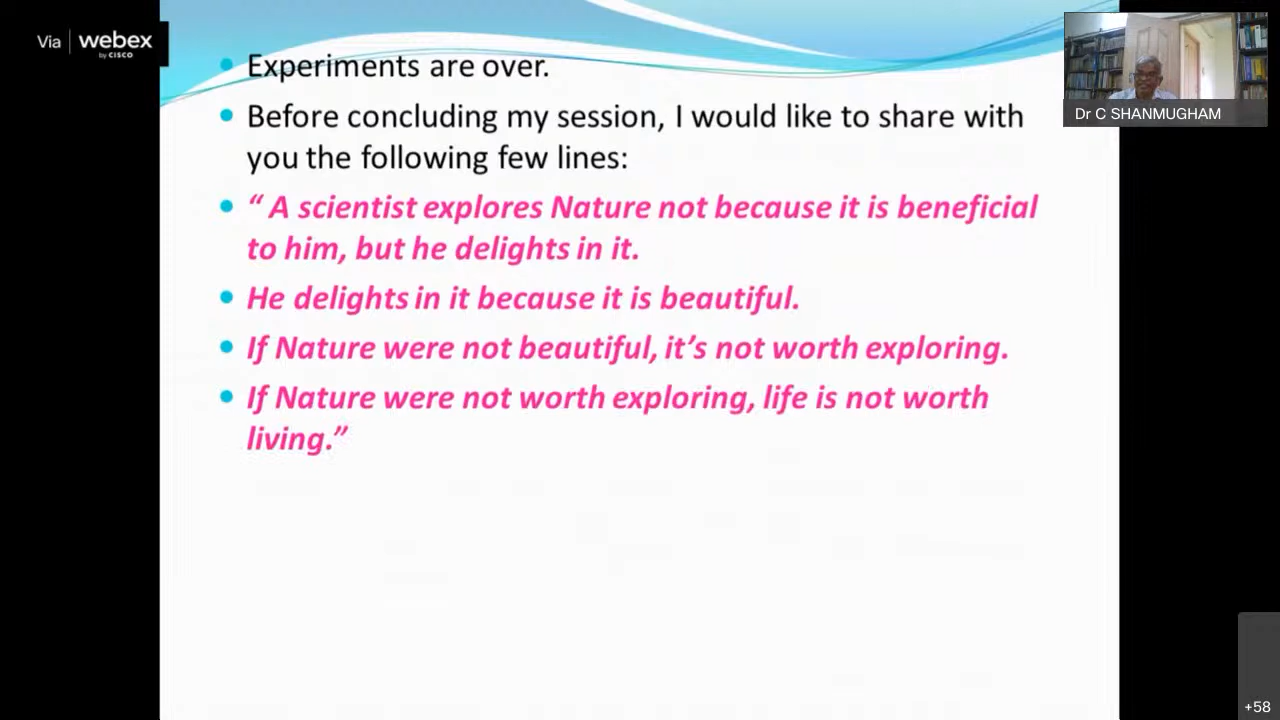 Via webex
by CISCO
Experiments are over.
Before concluding my session, I would like to share with
you the following few lines:
“ A scientist explores Nature not because it is beneficial
to him, but he delights in it.
He delights in it because it is beautiful.
If Nature were not beautiful, it’s not worth exploring.
If Nature were not worth exploring, life is not worth
living.”
Dr C SHANMUGHAM
+58